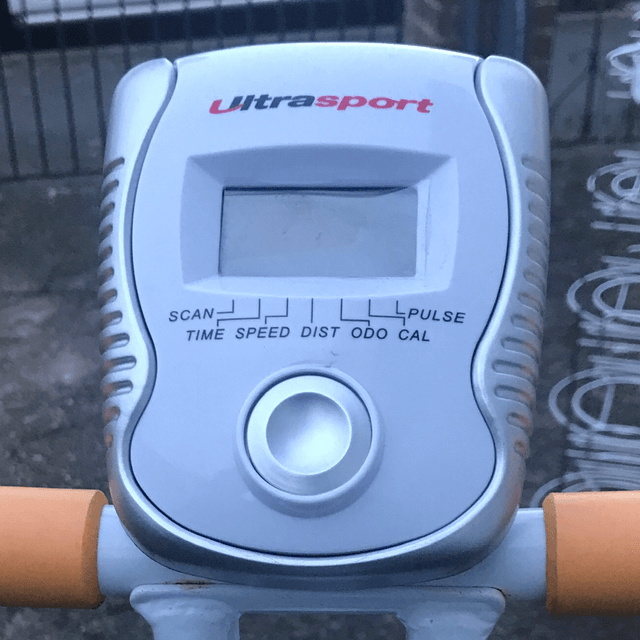 Ultrasport
SCAN PULSE
TIME SPEED DIST ODO CAL